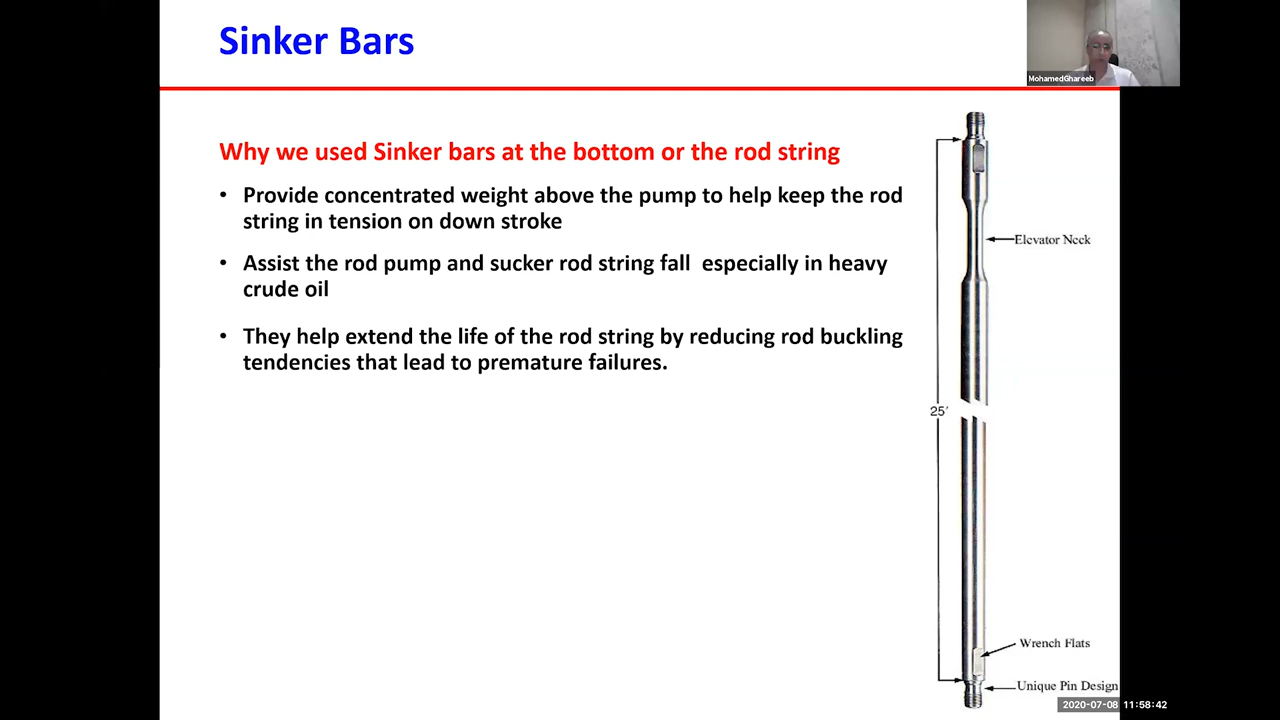 Sinker Bars
MohamedGhareeb
Why we used Sinker bars at the bottom or the rod string
• Provide concentrated weight above the pump to help keep the rod
string in tension on down stroke
• Assist the rod pump and sucker rod string fall  especially in heavy
crude oil
• They help extend the life of the rod string by reducing rod buckling
tendencies that lead to premature failures.
Elevator Neck
25'
Wrench Flats
Unique Pin Design
2020-07-08 11:58:42